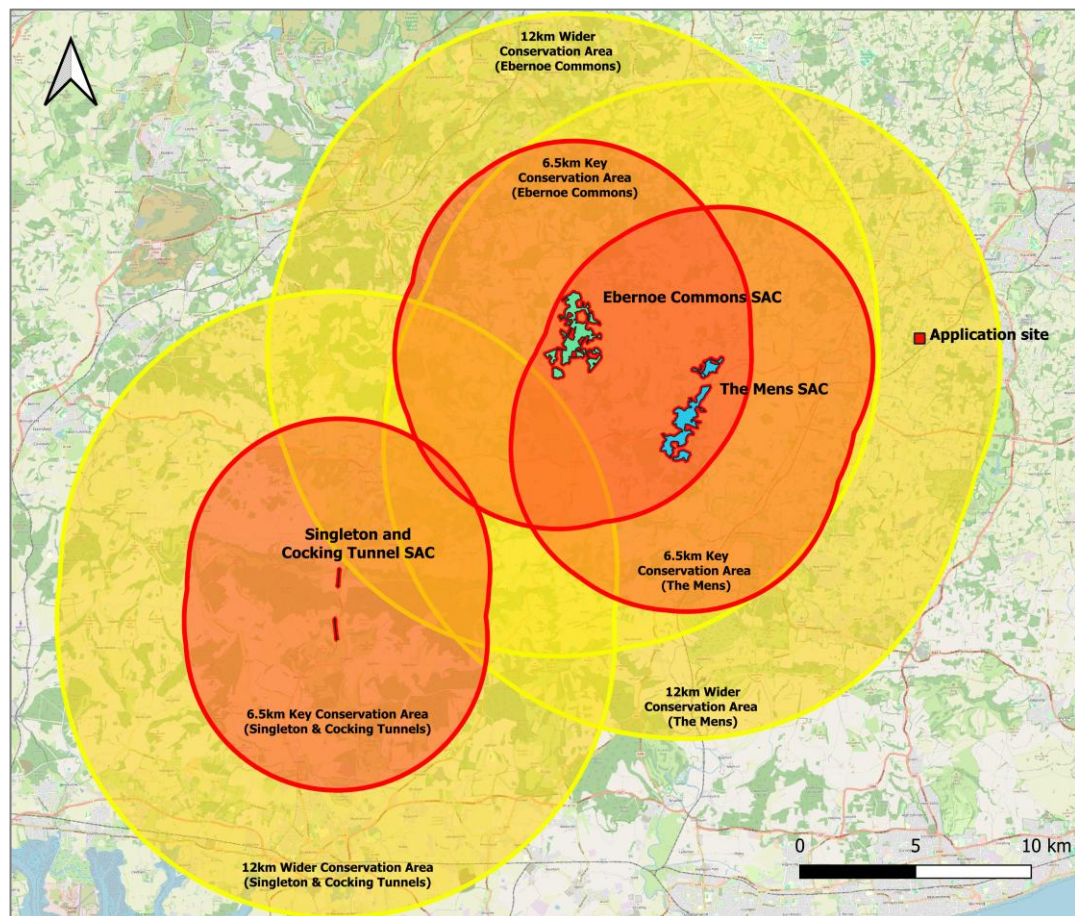 12km Wider
Conservation Area
(Ebernoe Commons)
6.5km Key
Conservation Area
(Ebernoe Commons)
Ebernoe Commons SAC
Application site
The Mens SAC
Singleton and
Cocking Tunnel SAC
6.5km Key
Conservation Area
(The Mens)
12km Wider
Conservation Area
(The Mens)
6.5km Key Conservation Area
(Singleton & Cocking Tunnels)
12km Wider Conservation Area
(Singleton & Cocking Tunnels)
0 5 10 km